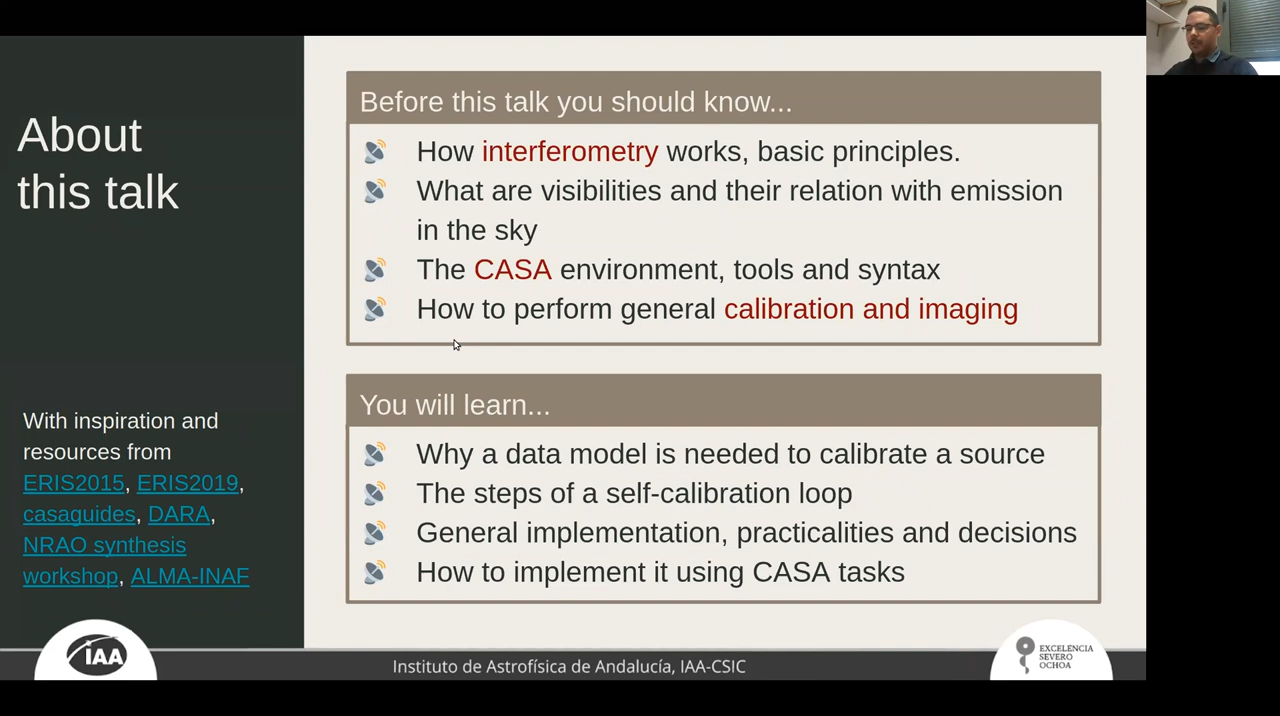 About
this talk
With inspiration and
resources from
ERIS2015, ERIS2019,
casaguides, DARA,
NRAO synthesis
workshop, ALMA-INAF
Before this talk you should know...
How interferometry works, basic principles.
What are visibilities and their relation with emission
in the sky
The CASA environment, tools and syntax
How to perform general calibration and imaging
You will learn...
Why a data model is needed to calibrate a source
The steps of a self-calibration loop
General implementation, practicalities and decisions
How to implement it using CASA tasks
IAA
Instituto de Astrofísica de Andalucía, IAA-CSIC
EXCELENCIA
SEVERO
OCHOA